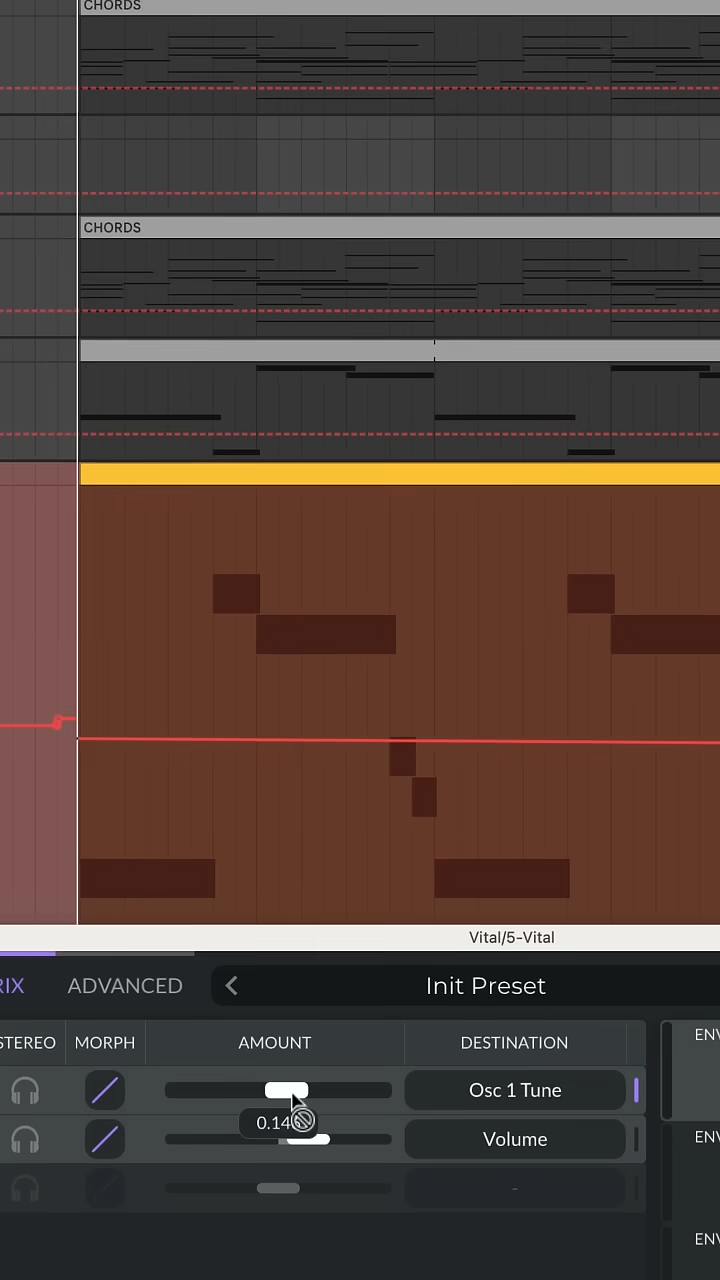 CHORDS
CHORDS
Vital/5-Vital
RIX ADVANCED Init Preset
STEREO MORPH AMOUNT DESTINATION
ENV
Osc 1 Tune
0.14
Volume
ENV
-
ENV